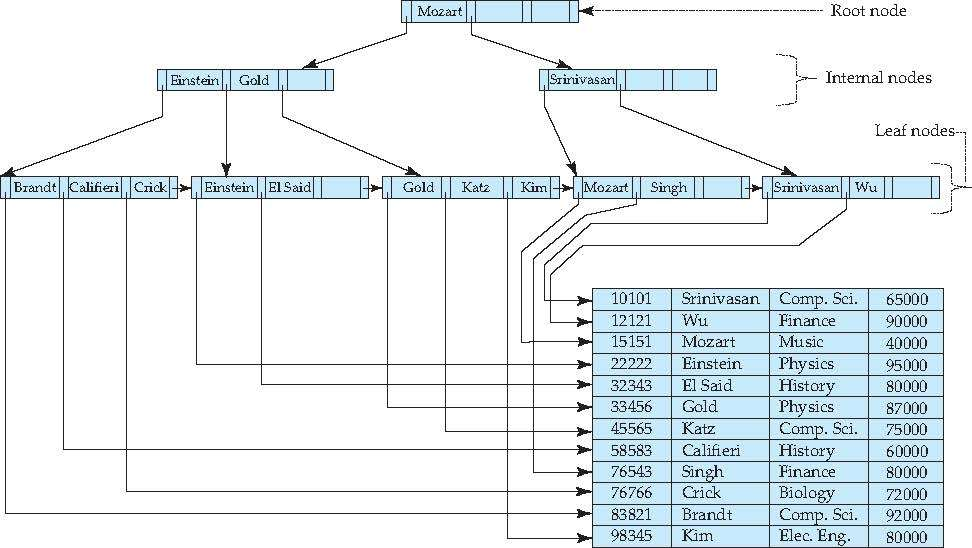 Mozart
Root node
Einstein Gold
Srinivasan
Internal nodes
Leaf nodes
Brandt Califieri Crick
Einstein El Said
Gold Katz Kim
Mozart Singh
Srinivasan Wu
10101 Srinivasan Comp. Sci. 65000
12121 Wu Finance 90000
15151 Mozart Music 40000
22222 Einstein Physics 95000
32343 El Said History 80000
33456 Gold Physics 87000
45565 Katz Comp. Sci. 75000
58583 Califieri History 60000
76543 Singh Finance 80000
76766 Crick Biology 72000
83821 Brandt Comp. Sci. 92000
98345 Kim Elec. Eng. 80000